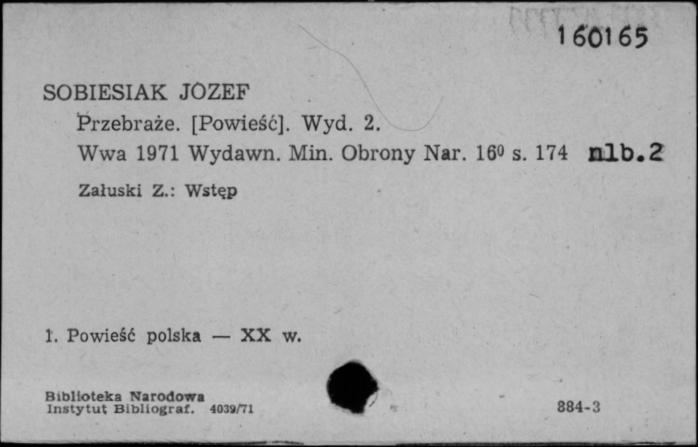 160165
SOBIESIAK JÓZEF
Przebraże. [Powieść]. Wyd. 2.
Wwa 1971 Wydawn. Min. Obrony Nar. 16⁰ s. 174 nlb.2
Załuski Z.: Wstęp
1. Powieść polska — XX w.
Biblioteka Narodowa
Instytut Bibliograf. 4039/71
884-3